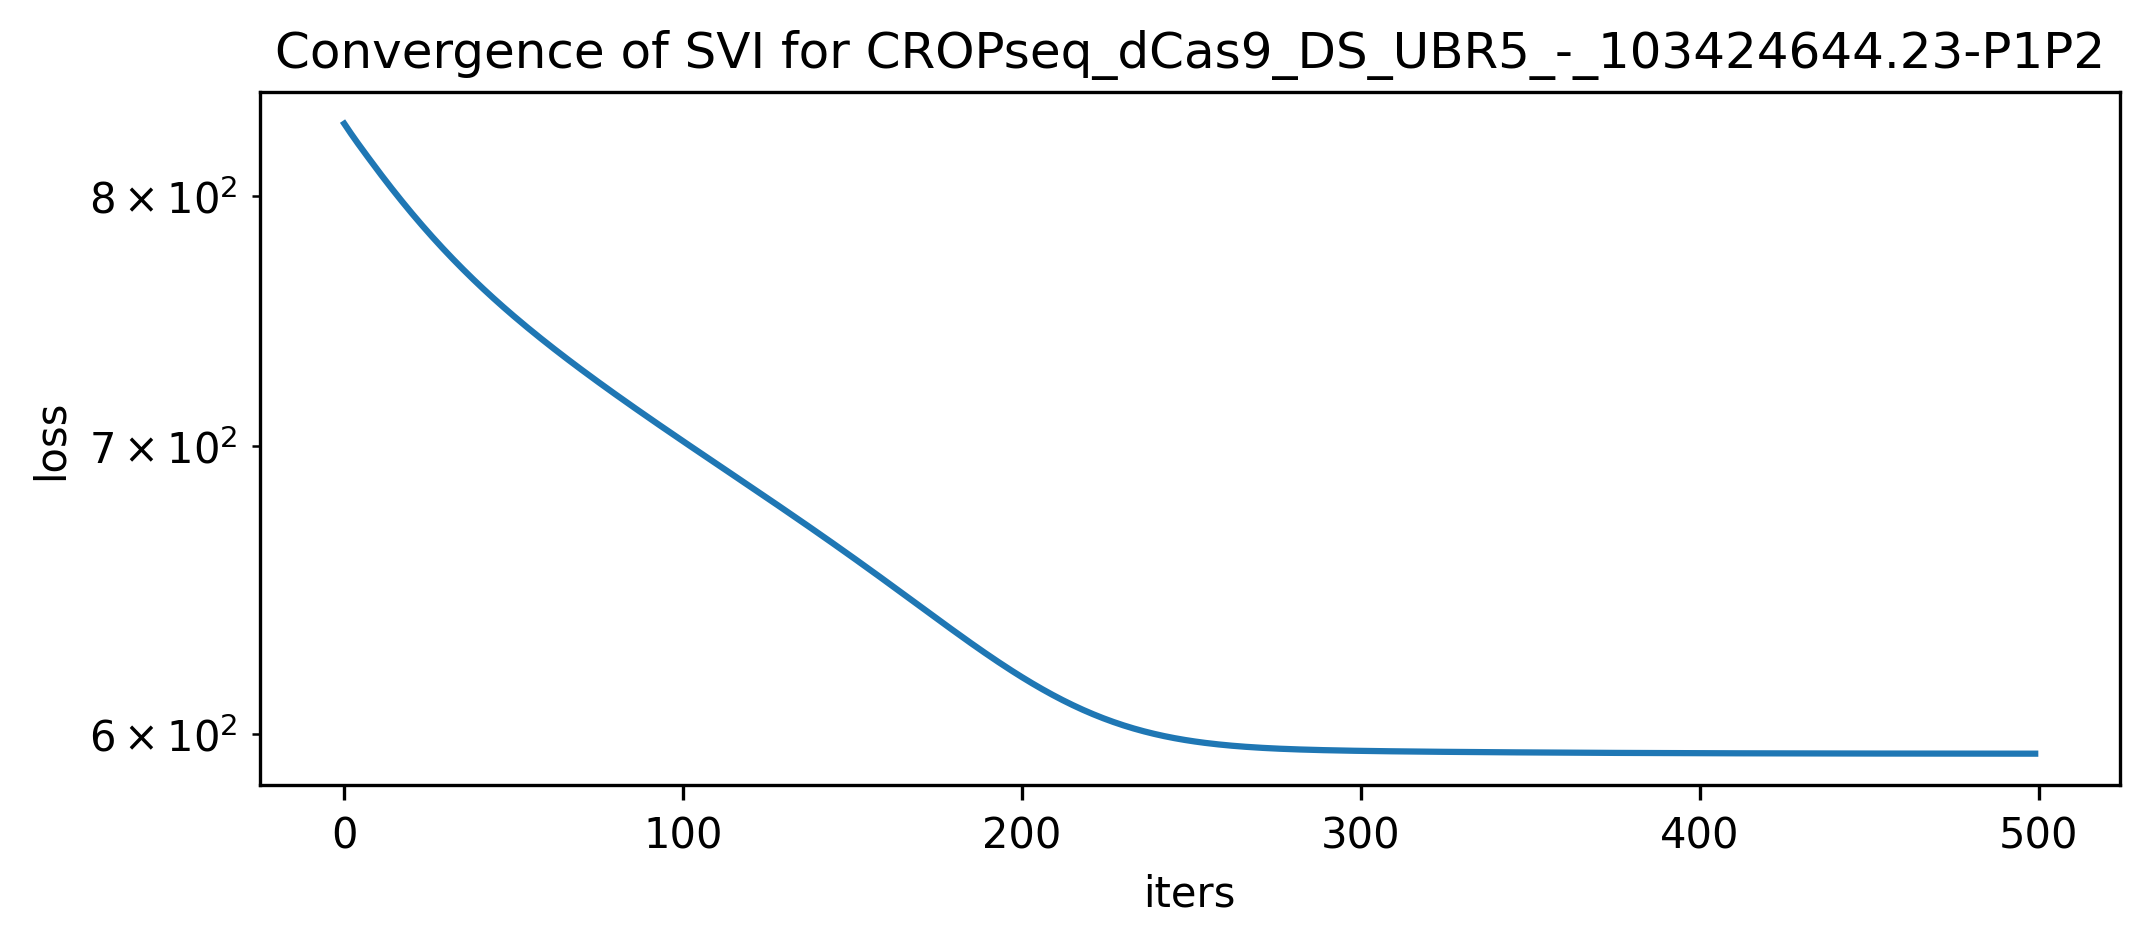 Convergence of SVI for CROPseq_dCas9_DS_UBR5_-_103424644.23-P1P2
8 × 10²
7 × 10²
6 × 10²
loss
0 100 200 300 400 500
iters